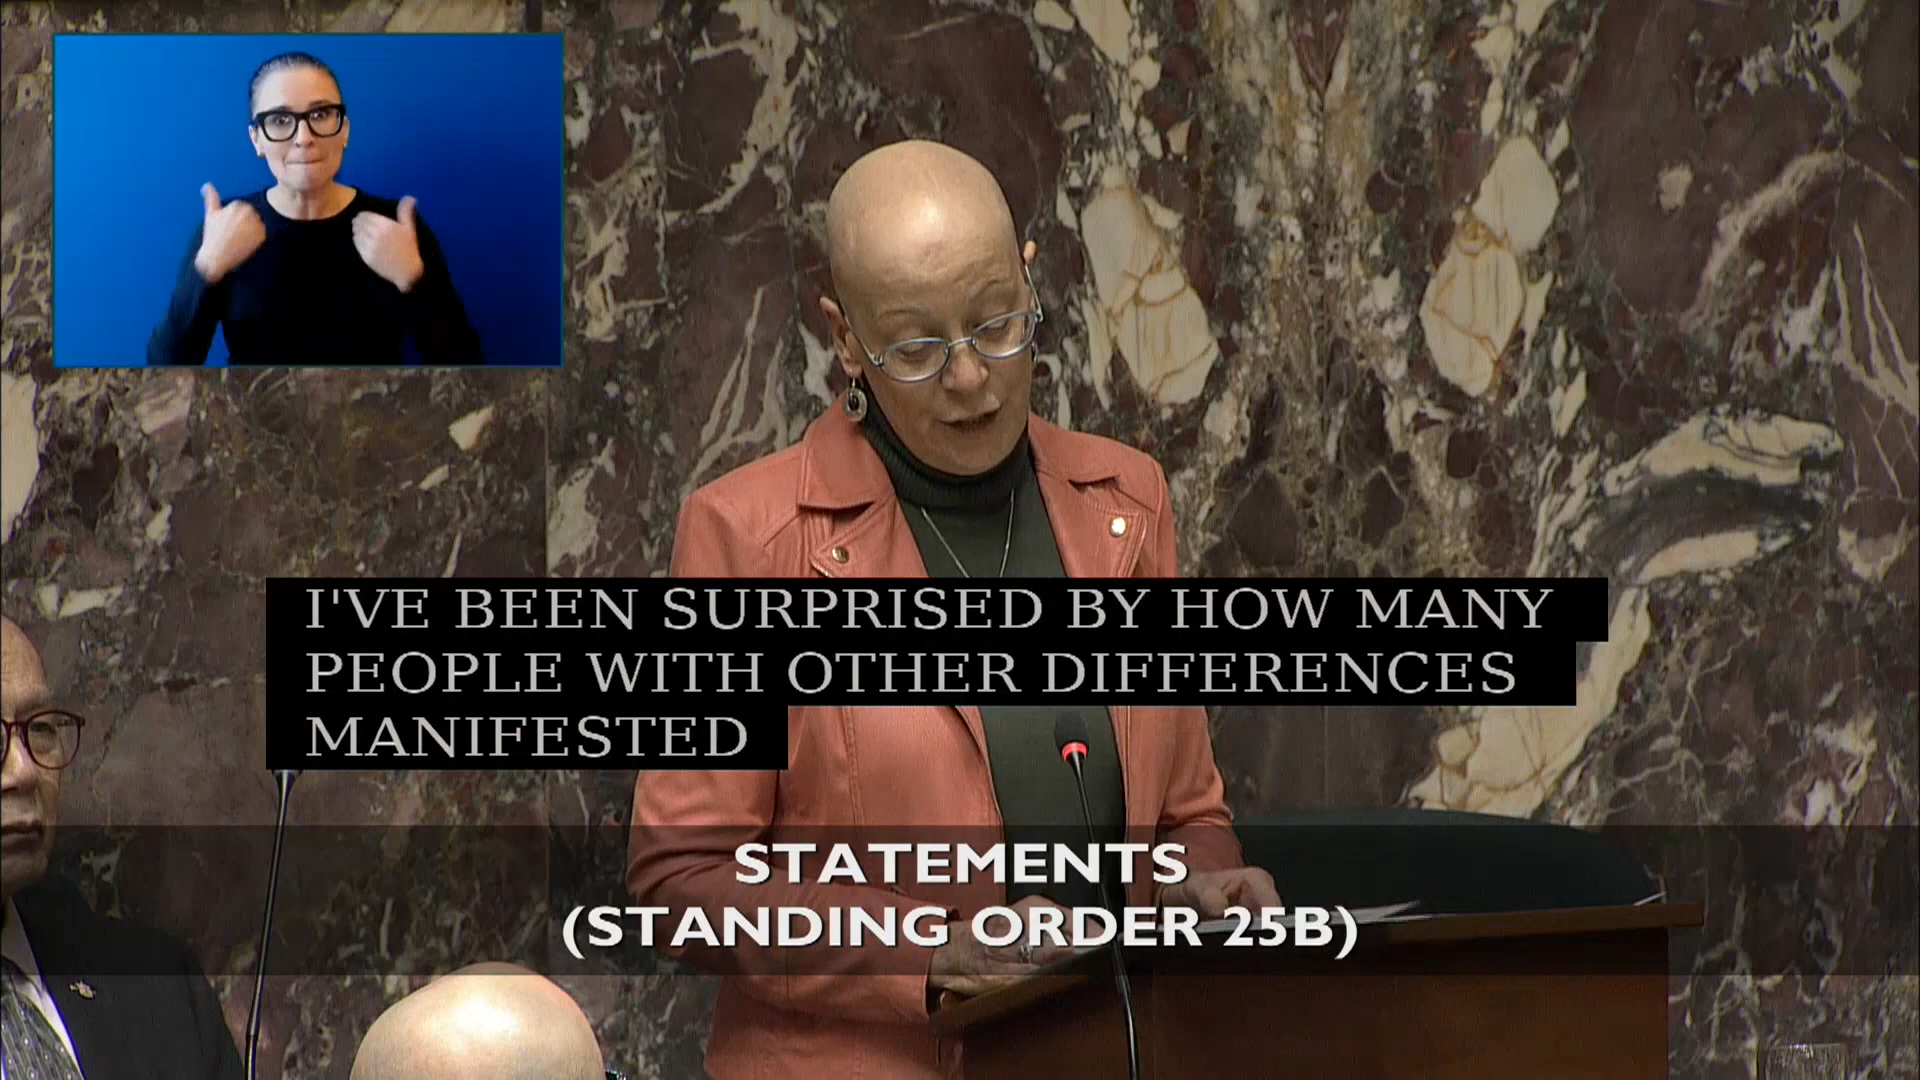 I'VE BEEN SURPRISED BY HOW MANY
PEOPLE WITH OTHER DIFFERENCES
MANIFESTED
STATEMENTS
(STANDING ORDER 25B)